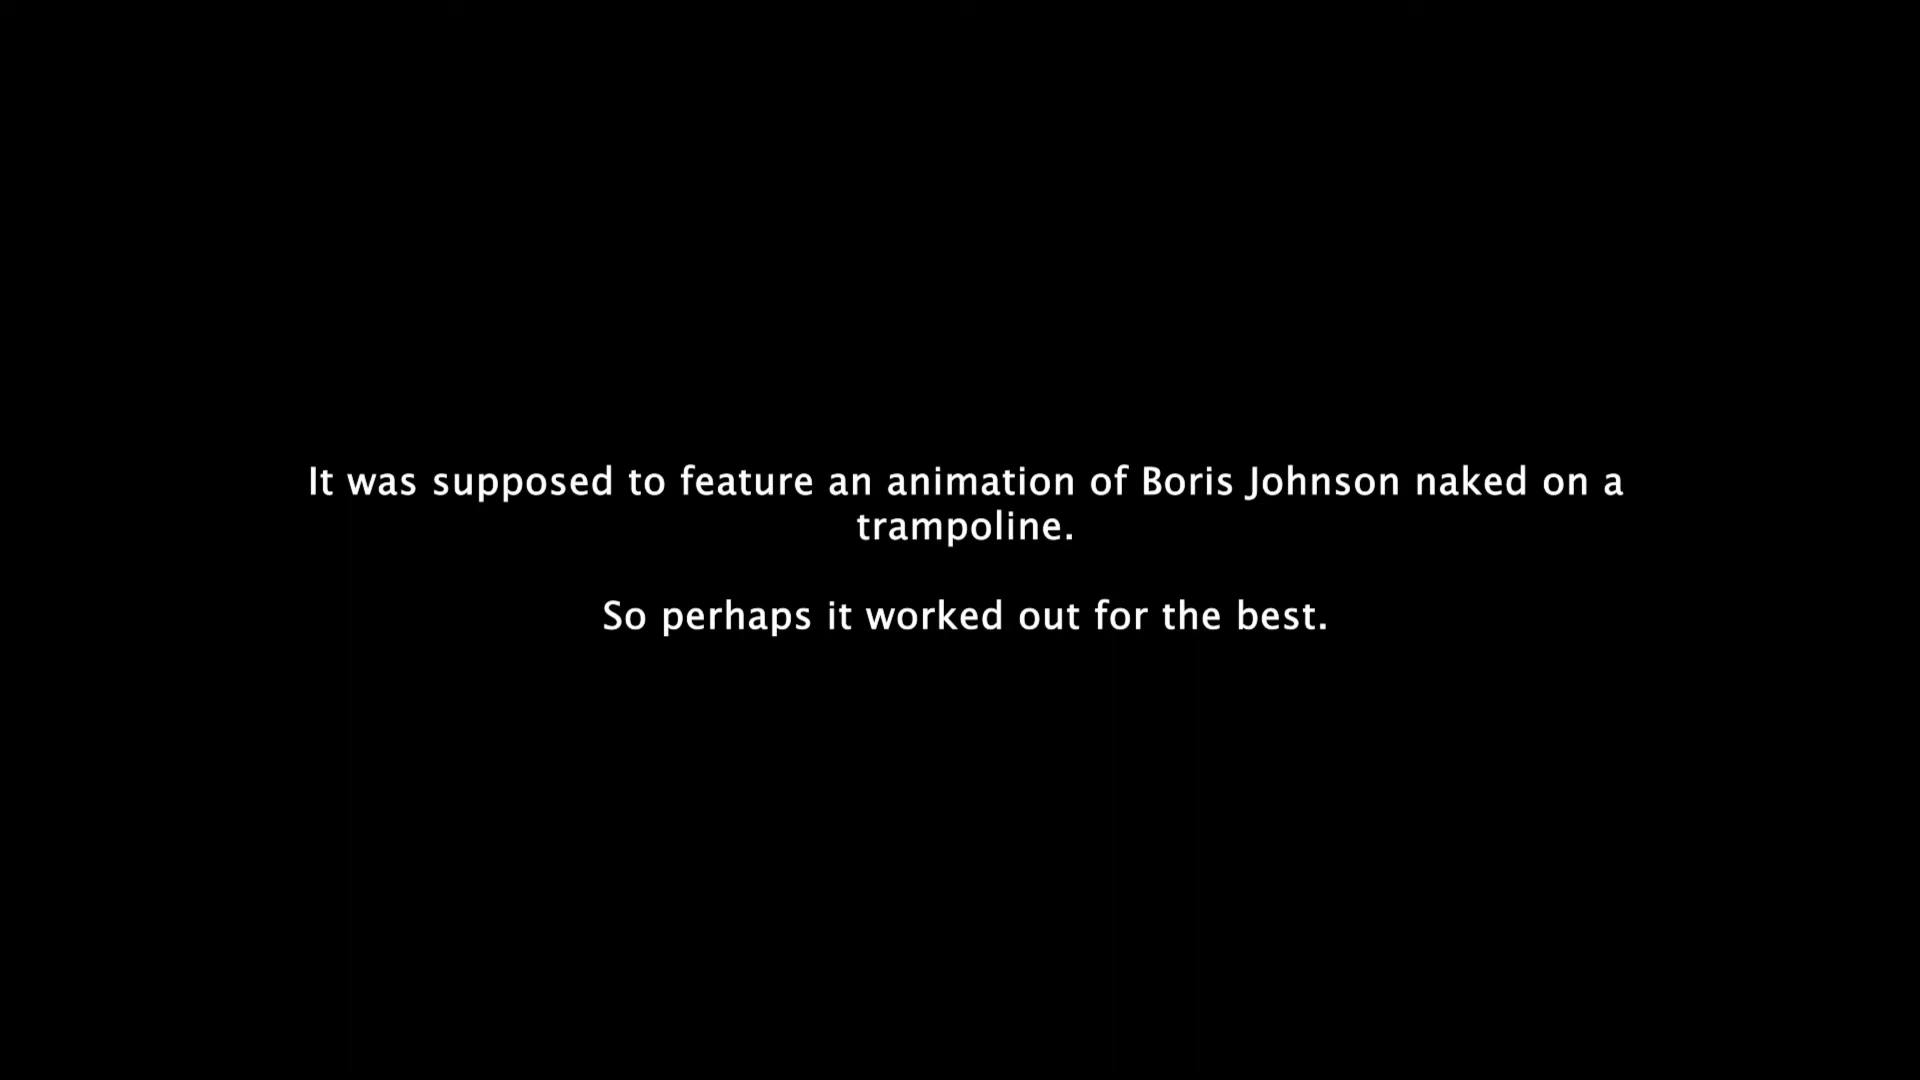 It was supposed to feature an animation of Boris Johnson naked on a
trampoline.
So perhaps it worked out for the best.